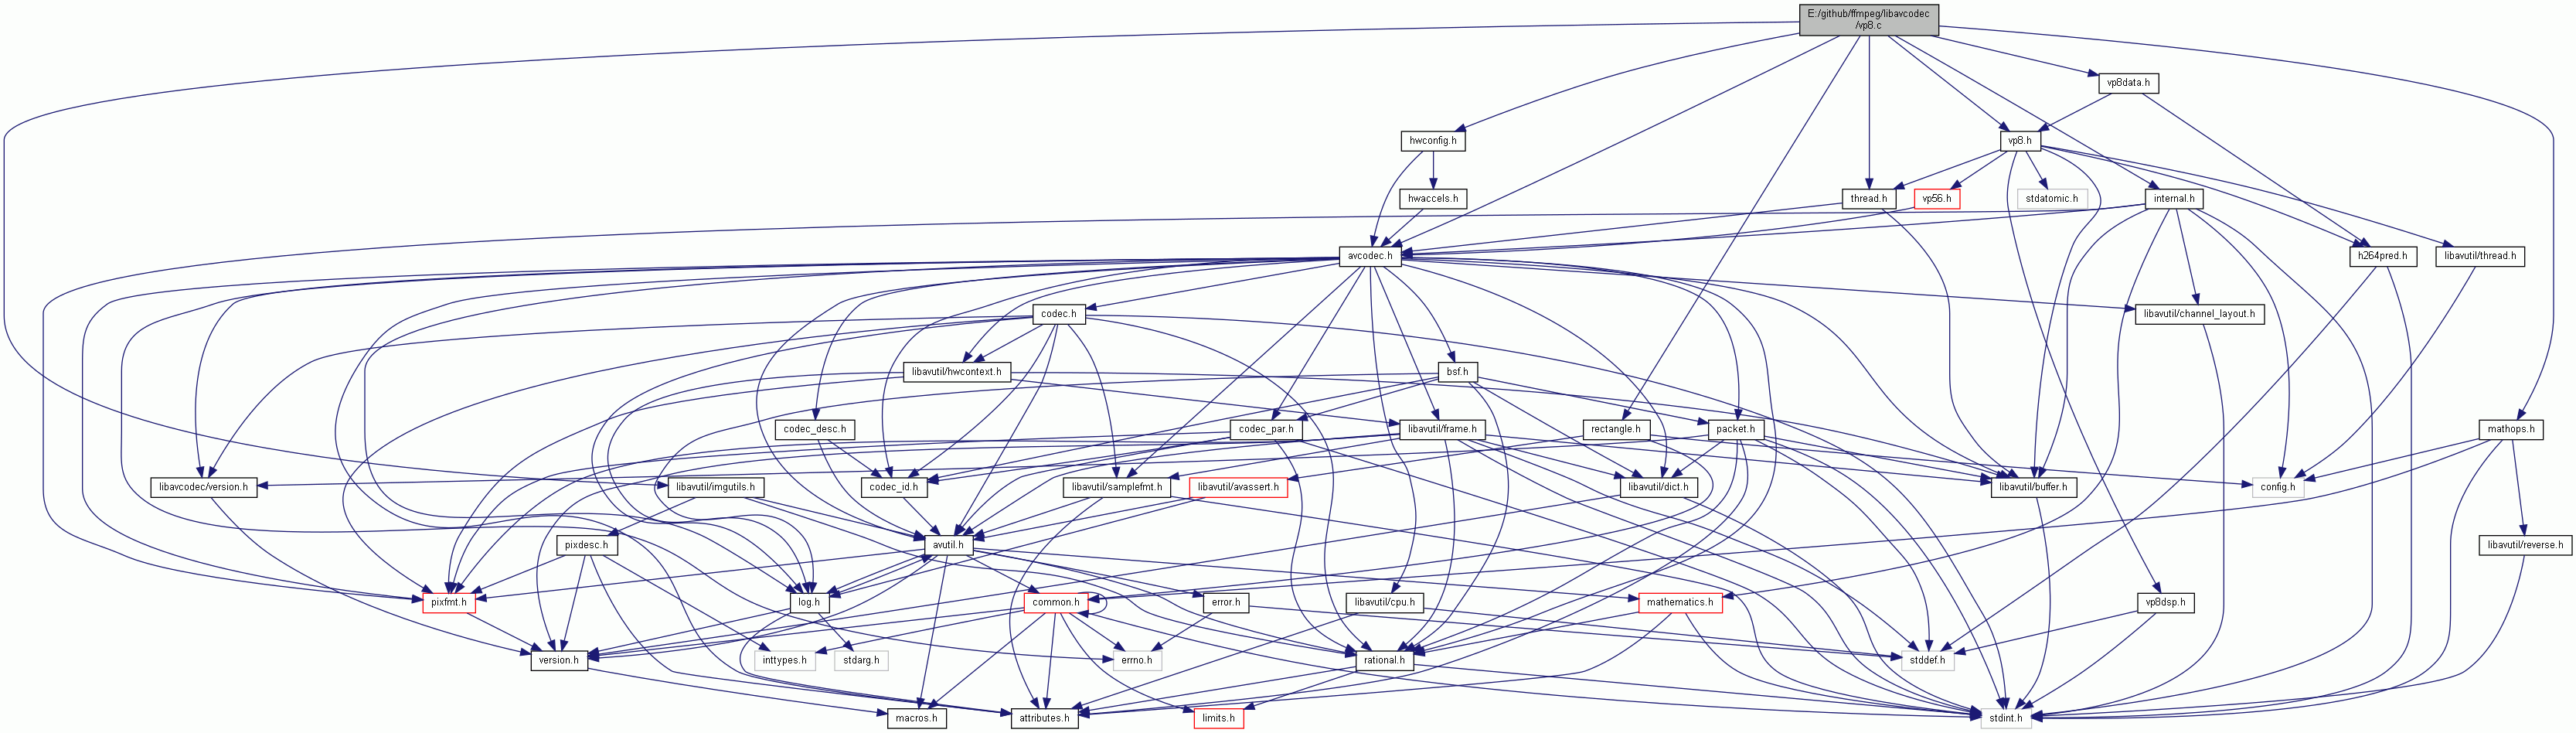 E:/github/ffmpeg/libavcodec
/vp8.c
vp8data.h
hwconfig.h
vp8.h
hwaccels.h
thread.h
vp56.h
stdatomic.h
internal.h
avcodec.h
h264pred.h
libavutil/thread.h
codec.h
libavutil/channel_layout.h
libavutil/hwcontext.h
bsf.h
codec_desc.h
codec_par.h
libavutil/frame.h
rectangle.h
packet.h
mathops.h
libavcodec/version.h
libavutil/imgutils.h
codec_id.h
libavutil/samplefmt.h
libavutil/avassert.h
libavutil/dict.h
libavutil/buffer.h
config.h
pixdesc.h
avutil.h
libavutil/reverse.h
pixfmt.h
log.h
common.h
error.h
libavutil/cpu.h
mathematics.h
vp8dsp.h
version.h
inttypes.h
stdarg.h
errno.h
rational.h
stddef.h
macros.h
attributes.h
limits.h
stdint.h